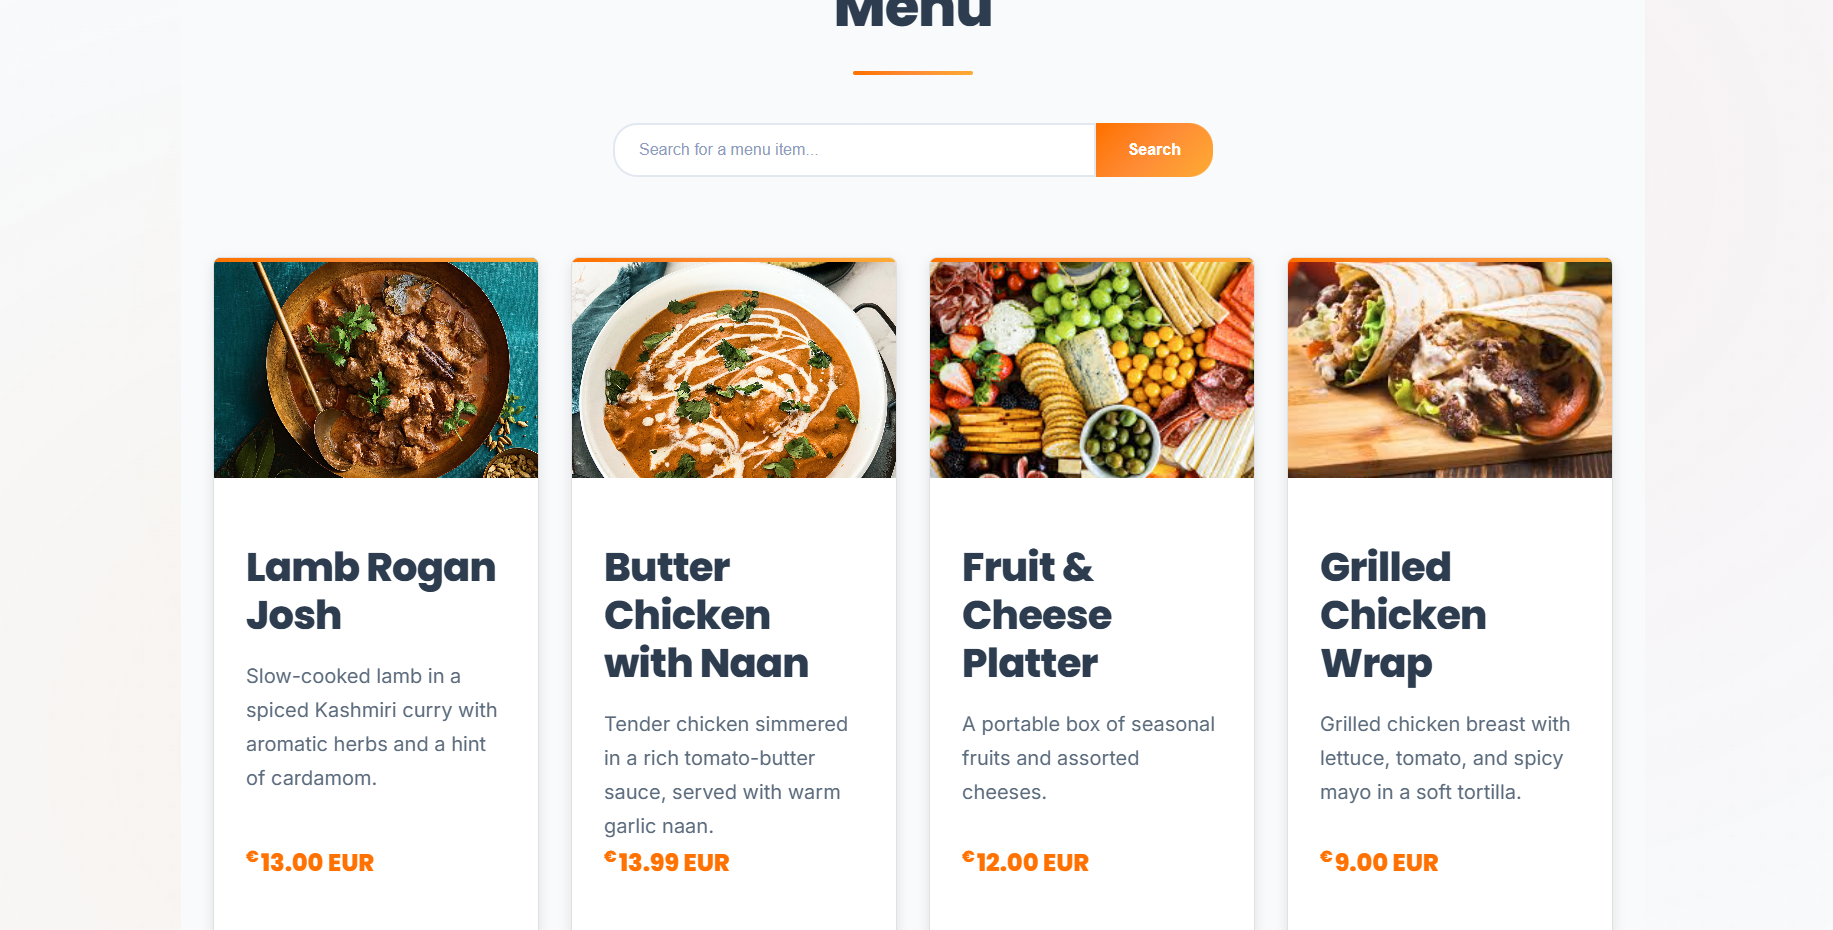 Menu
Search for a menu item...
Search
Lamb Rogan
Josh
Slow-cooked lamb in a
spiced Kashmiri curry with
aromatic herbs and a hint
of cardamom.
€13.00 EUR
Butter
Chicken
with Naan
Tender chicken simmered
in a rich tomato-butter
sauce, served with warm
garlic naan.
€13.99 EUR
Fruit &
Cheese
Platter
A portable box of seasonal
fruits and assorted
cheeses.
€12.00 EUR
Grilled
Chicken
Wrap
Grilled chicken breast with
lettuce, tomato, and spicy
mayo in a soft tortilla.
€9.00 EUR